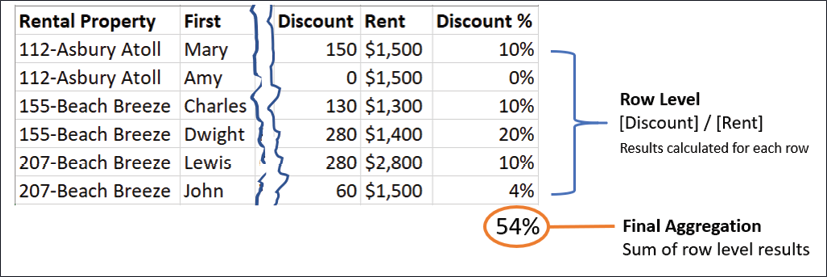 Rental Property First Discount Rent Discount %
112-Asbury Atoll Mary 150 $1,500 10%
112-Asbury Atoll Amy 0 $1,500 0%
155-Beach Breeze Charles 130 $1,300 10%
155-Beach Breeze Dwight 280 $1,400 20%
207-Beach Breeze Lewis 280 $2,800 10%
207-Beach Breeze John 60 $1,500 4%
Row Level
[Discount] / [Rent]
Results calculated for each row
54%
Final Aggregation
Sum of row level results